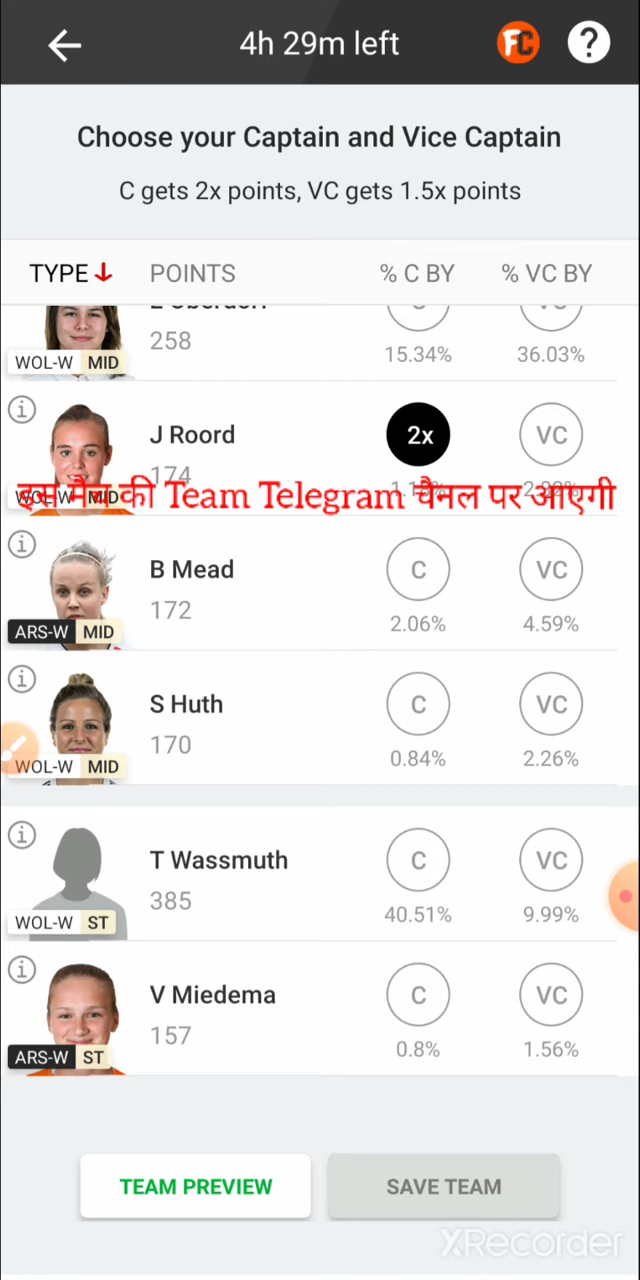 4h 29m left
FC
?
Choose your Captain and Vice Captain
C gets 2x points, VC gets 1.5x points
TYPE POINTS % C BY % VC BY
258 15.34% 36.03%
WOL-W MID
J Roord 2x VC
174
WOL-W MID
इस मैच की Team Telegram चैनल पर आएगी
B Mead C VC
172 2.06% 4.59%
ARS-W MID
S Huth C VC
170 0.84% 2.26%
WOL-W MID
T Wassmuth C VC
385 40.51% 9.99%
WOL-W ST
V Miedema C VC
157 0.8% 1.56%
ARS-W ST
TEAM PREVIEW SAVE TEAM
XRecorder